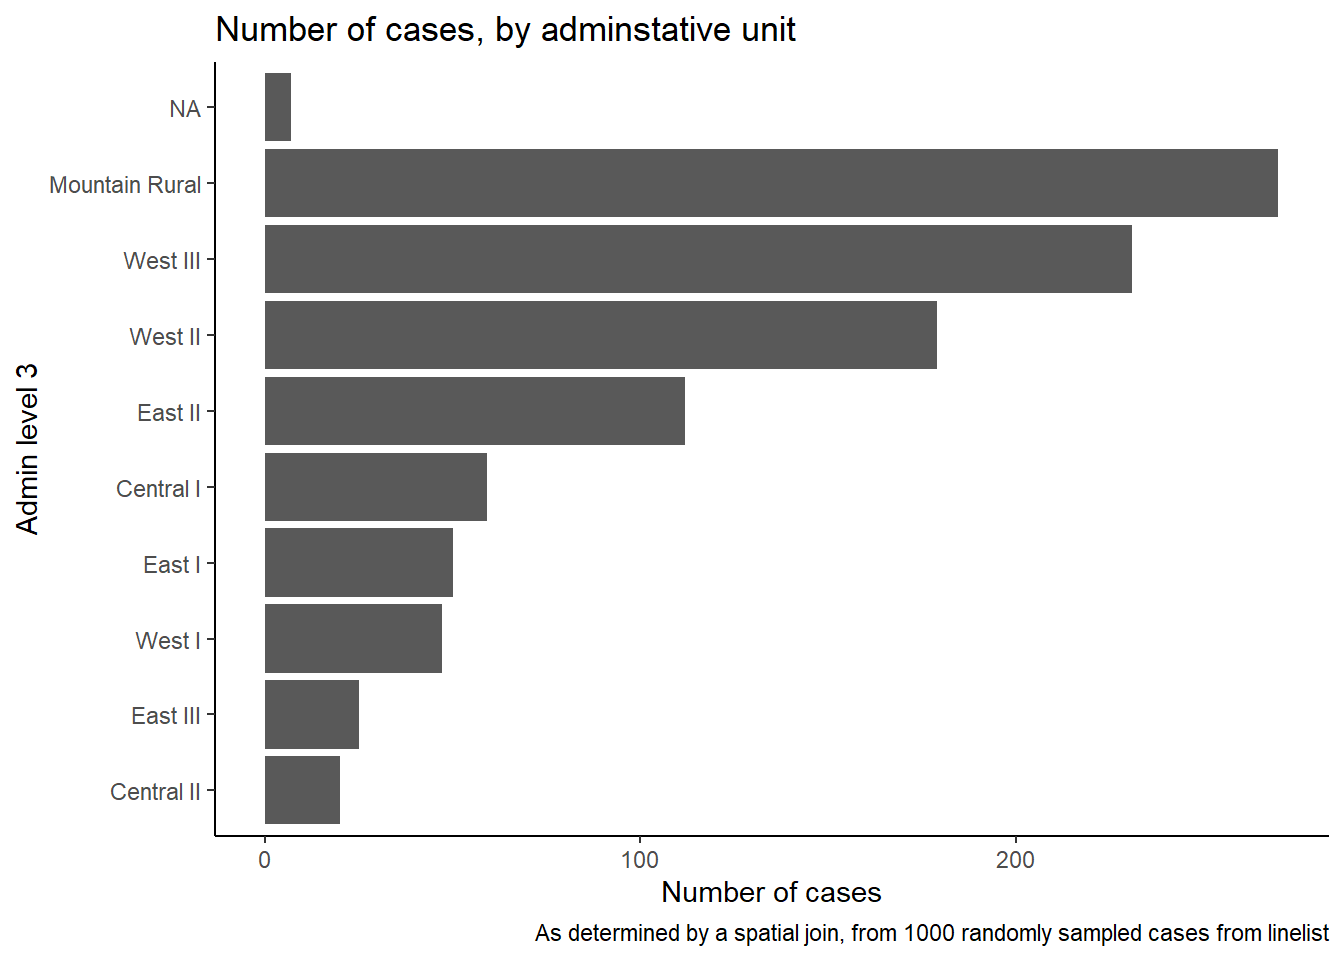 Number of cases, by adminstative unit
NA
Mountain Rural
West III
West II
East II
Central I
East I
West I
East III
Central II
Admin level 3
0 100 200
Number of cases
As determined by a spatial join, from 1000 randomly sampled cases from linelist